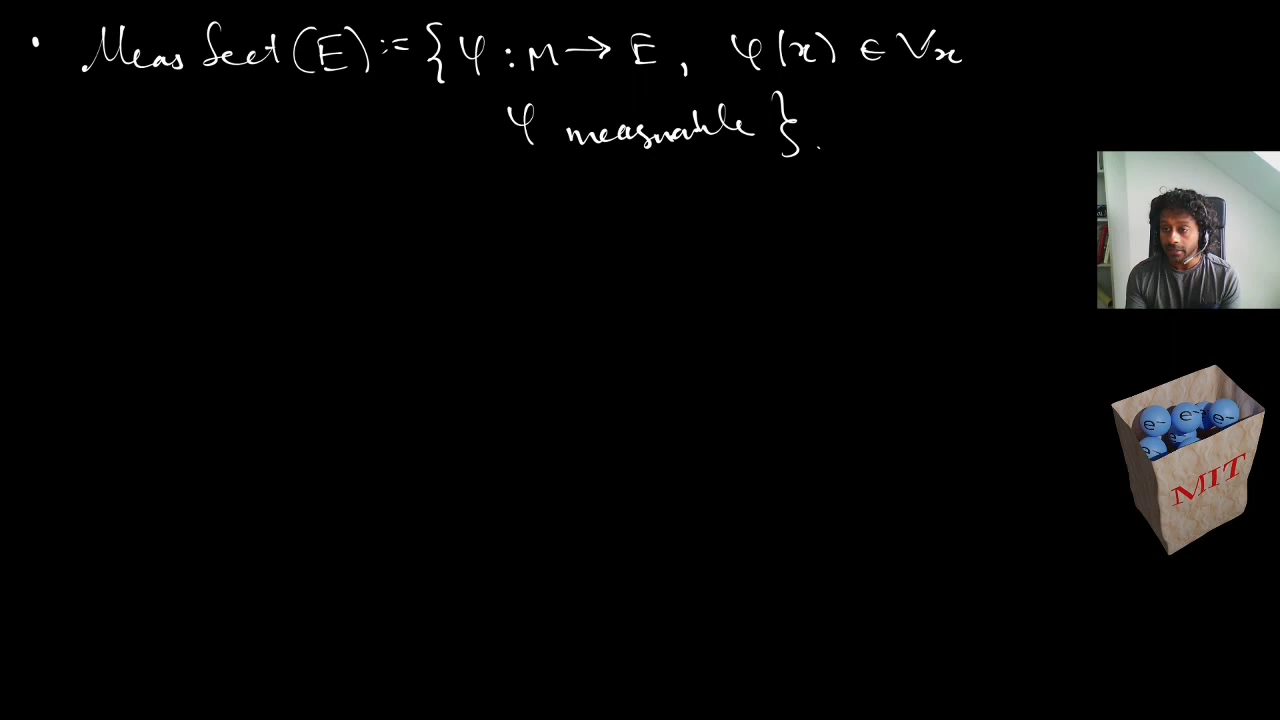 • Meas Sect(E) := {φ : M → E, φ(x) ∈ Vx
φ measurable}.
e⁻ e⁻ e⁻
e⁻ e⁻
MIT